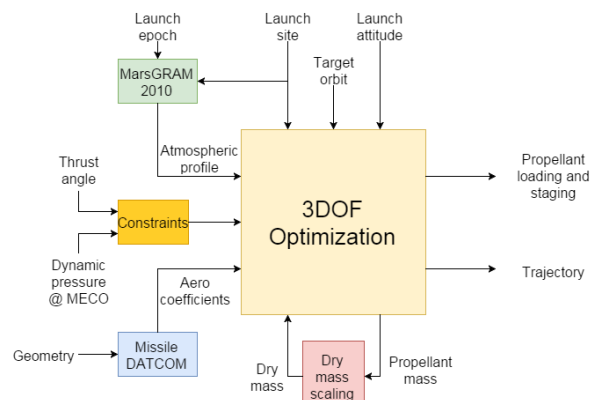 Launch
epoch
Launch
site
Launch
attitude
Target
orbit
MarsGRAM
2010
Atmospheric
profile
Thrust
angle
Constraints
Dynamic
pressure
@ MECO
3DOF
Optimization
Propellant
loading and
staging
Trajectory
Aero
coefficients
Geometry
Missile
DATCOM
Dry
mass
Dry
mass
scaling
Propellant
mass